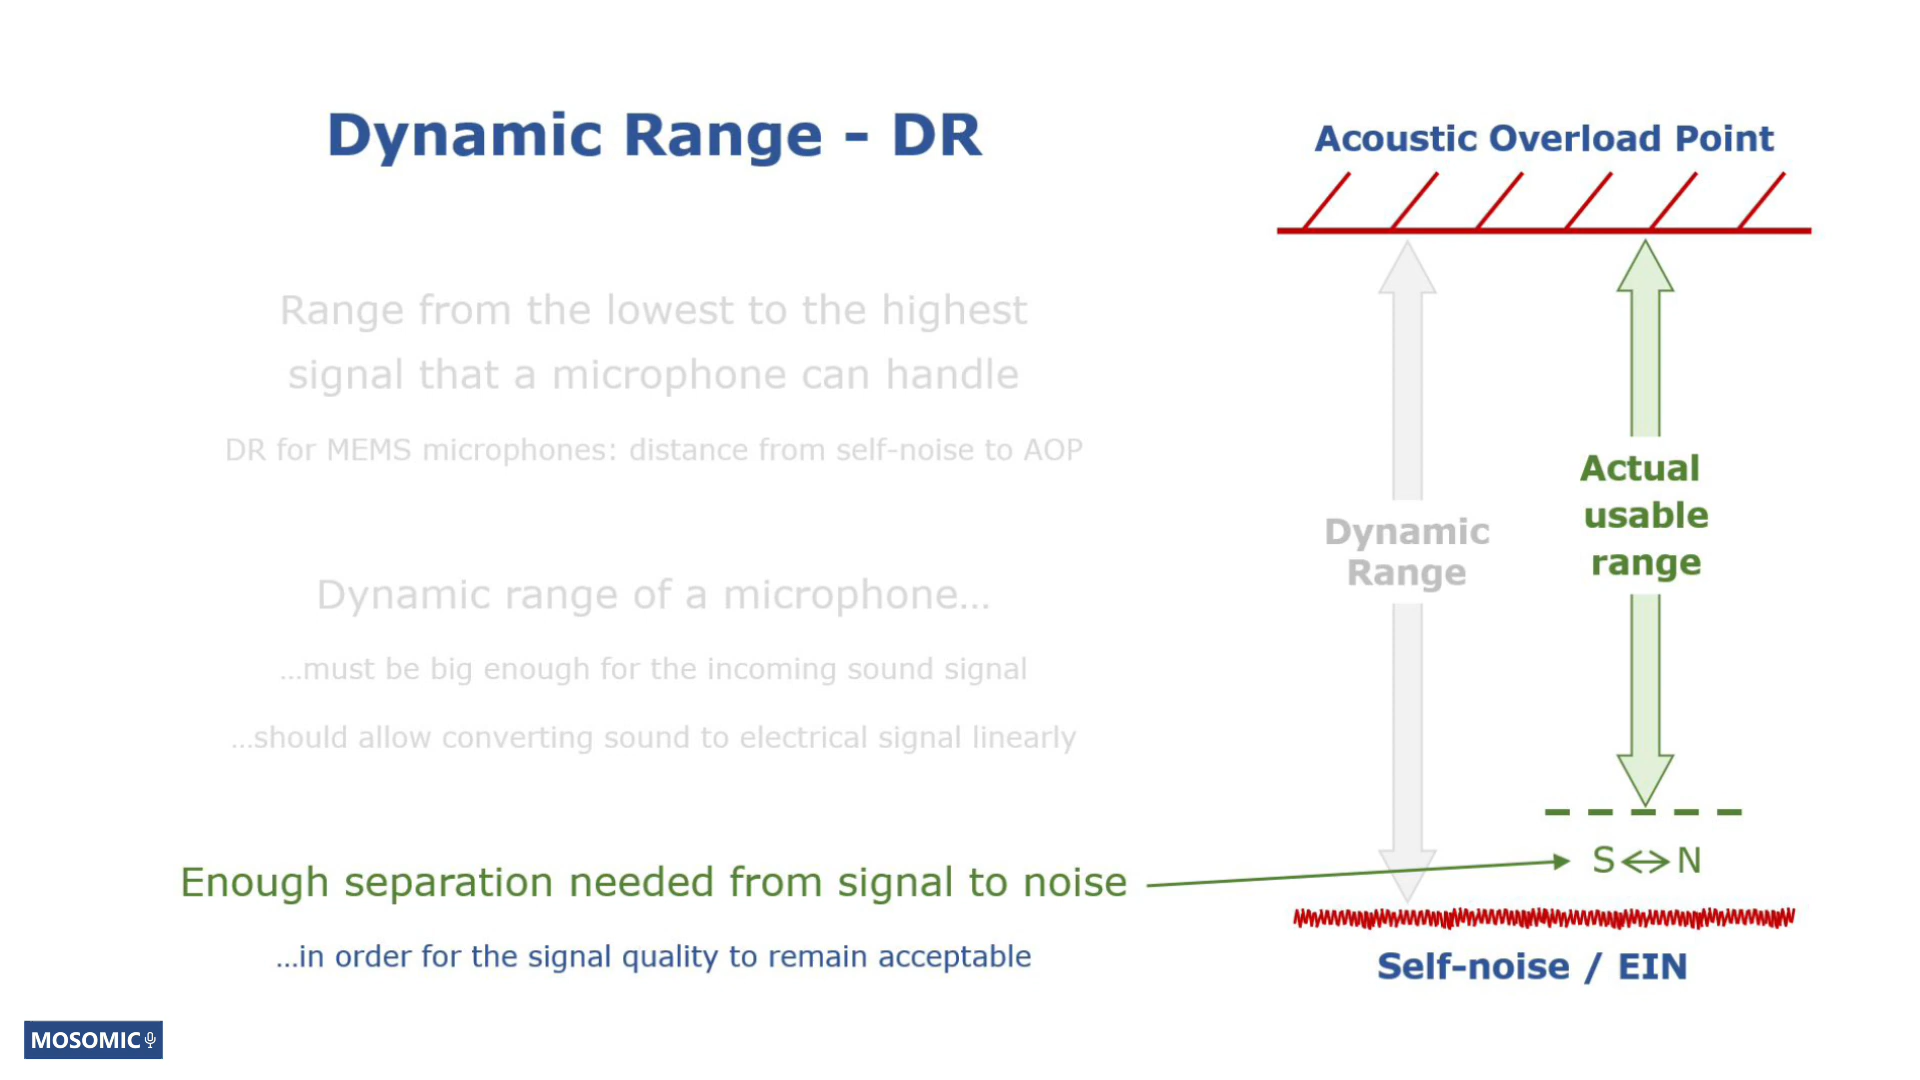 Dynamic Range - DR
Range from the lowest to the highest
signal that a microphone can handle
DR for MEMS microphones: distance from self-noise to AOP
Dynamic range of a microphone...
...must be big enough for the incoming sound signal
...should allow converting sound to electrical signal linearly
Enough separation needed from signal to noise
...in order for the signal quality to remain acceptable
Acoustic Overload Point
Dynamic
Range
Actual
usable
range
S↔N
Self-noise / EIN
MOSOMIC